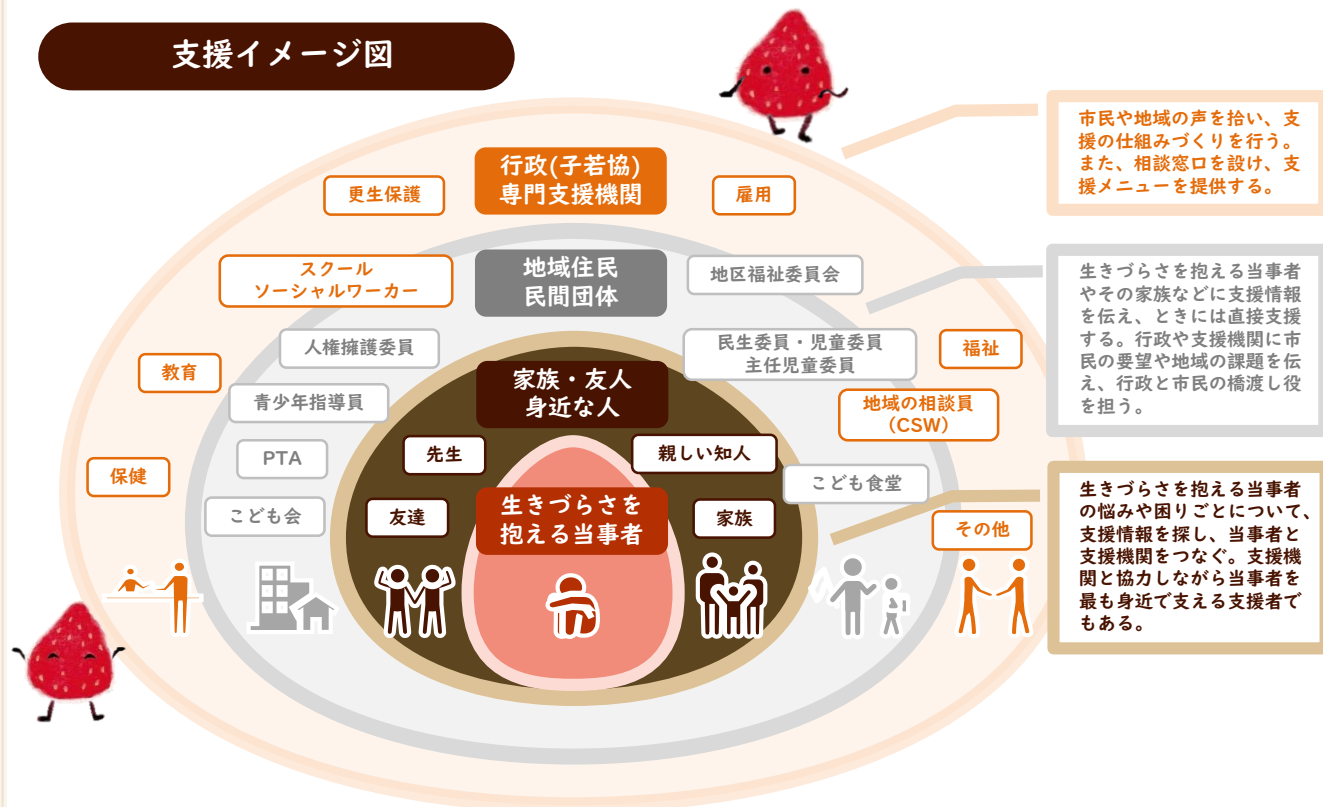 支援イメージ図
行政(子若協)
専門支援機関
更生保護
雇用
スクール
ソーシャルワーカー
地域住民
民間団体
地区福祉委員会
人権擁護委員
民生委員・児童委員
主任児童委員
福祉
教育
青少年指導員
家族・友人
身近な人
地域の相談員
(CSW)
PTA
先生
親しい知人
保健
こども食堂
こども会
友達
生きづらさを
抱える当事者
家族
その他
市民や地域の声を拾い、支
援の仕組みづくりを行う。
また、相談窓口を設け、支
援メニューを提供する。
生きづらさを抱える当事者
やその家族などに支援情報
を伝え、ときには直接支援
する。行政や支援機関に市
民の要望や地域の課題を伝
え、行政と市民の橋渡し役
を担う。
生きづらさを抱える当事者
の悩みや困りごとについて、
支援情報を探し、当事者と
支援機関をつなぐ。支援機
関と協力しながら当事者を
最も身近で支える支援者で
もある。